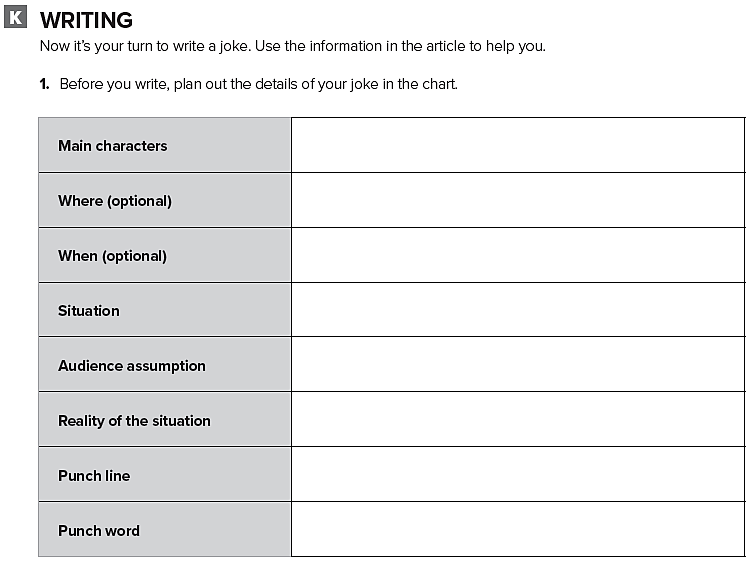 K WRITING
Now it's your turn to write a joke. Use the information in the article to help you.
1. Before you write, plan out the details of your joke in the chart.
Main characters
Where (optional)
When (optional)
Situation
Audience assumption
Reality of the situation
Punch line
Punch word